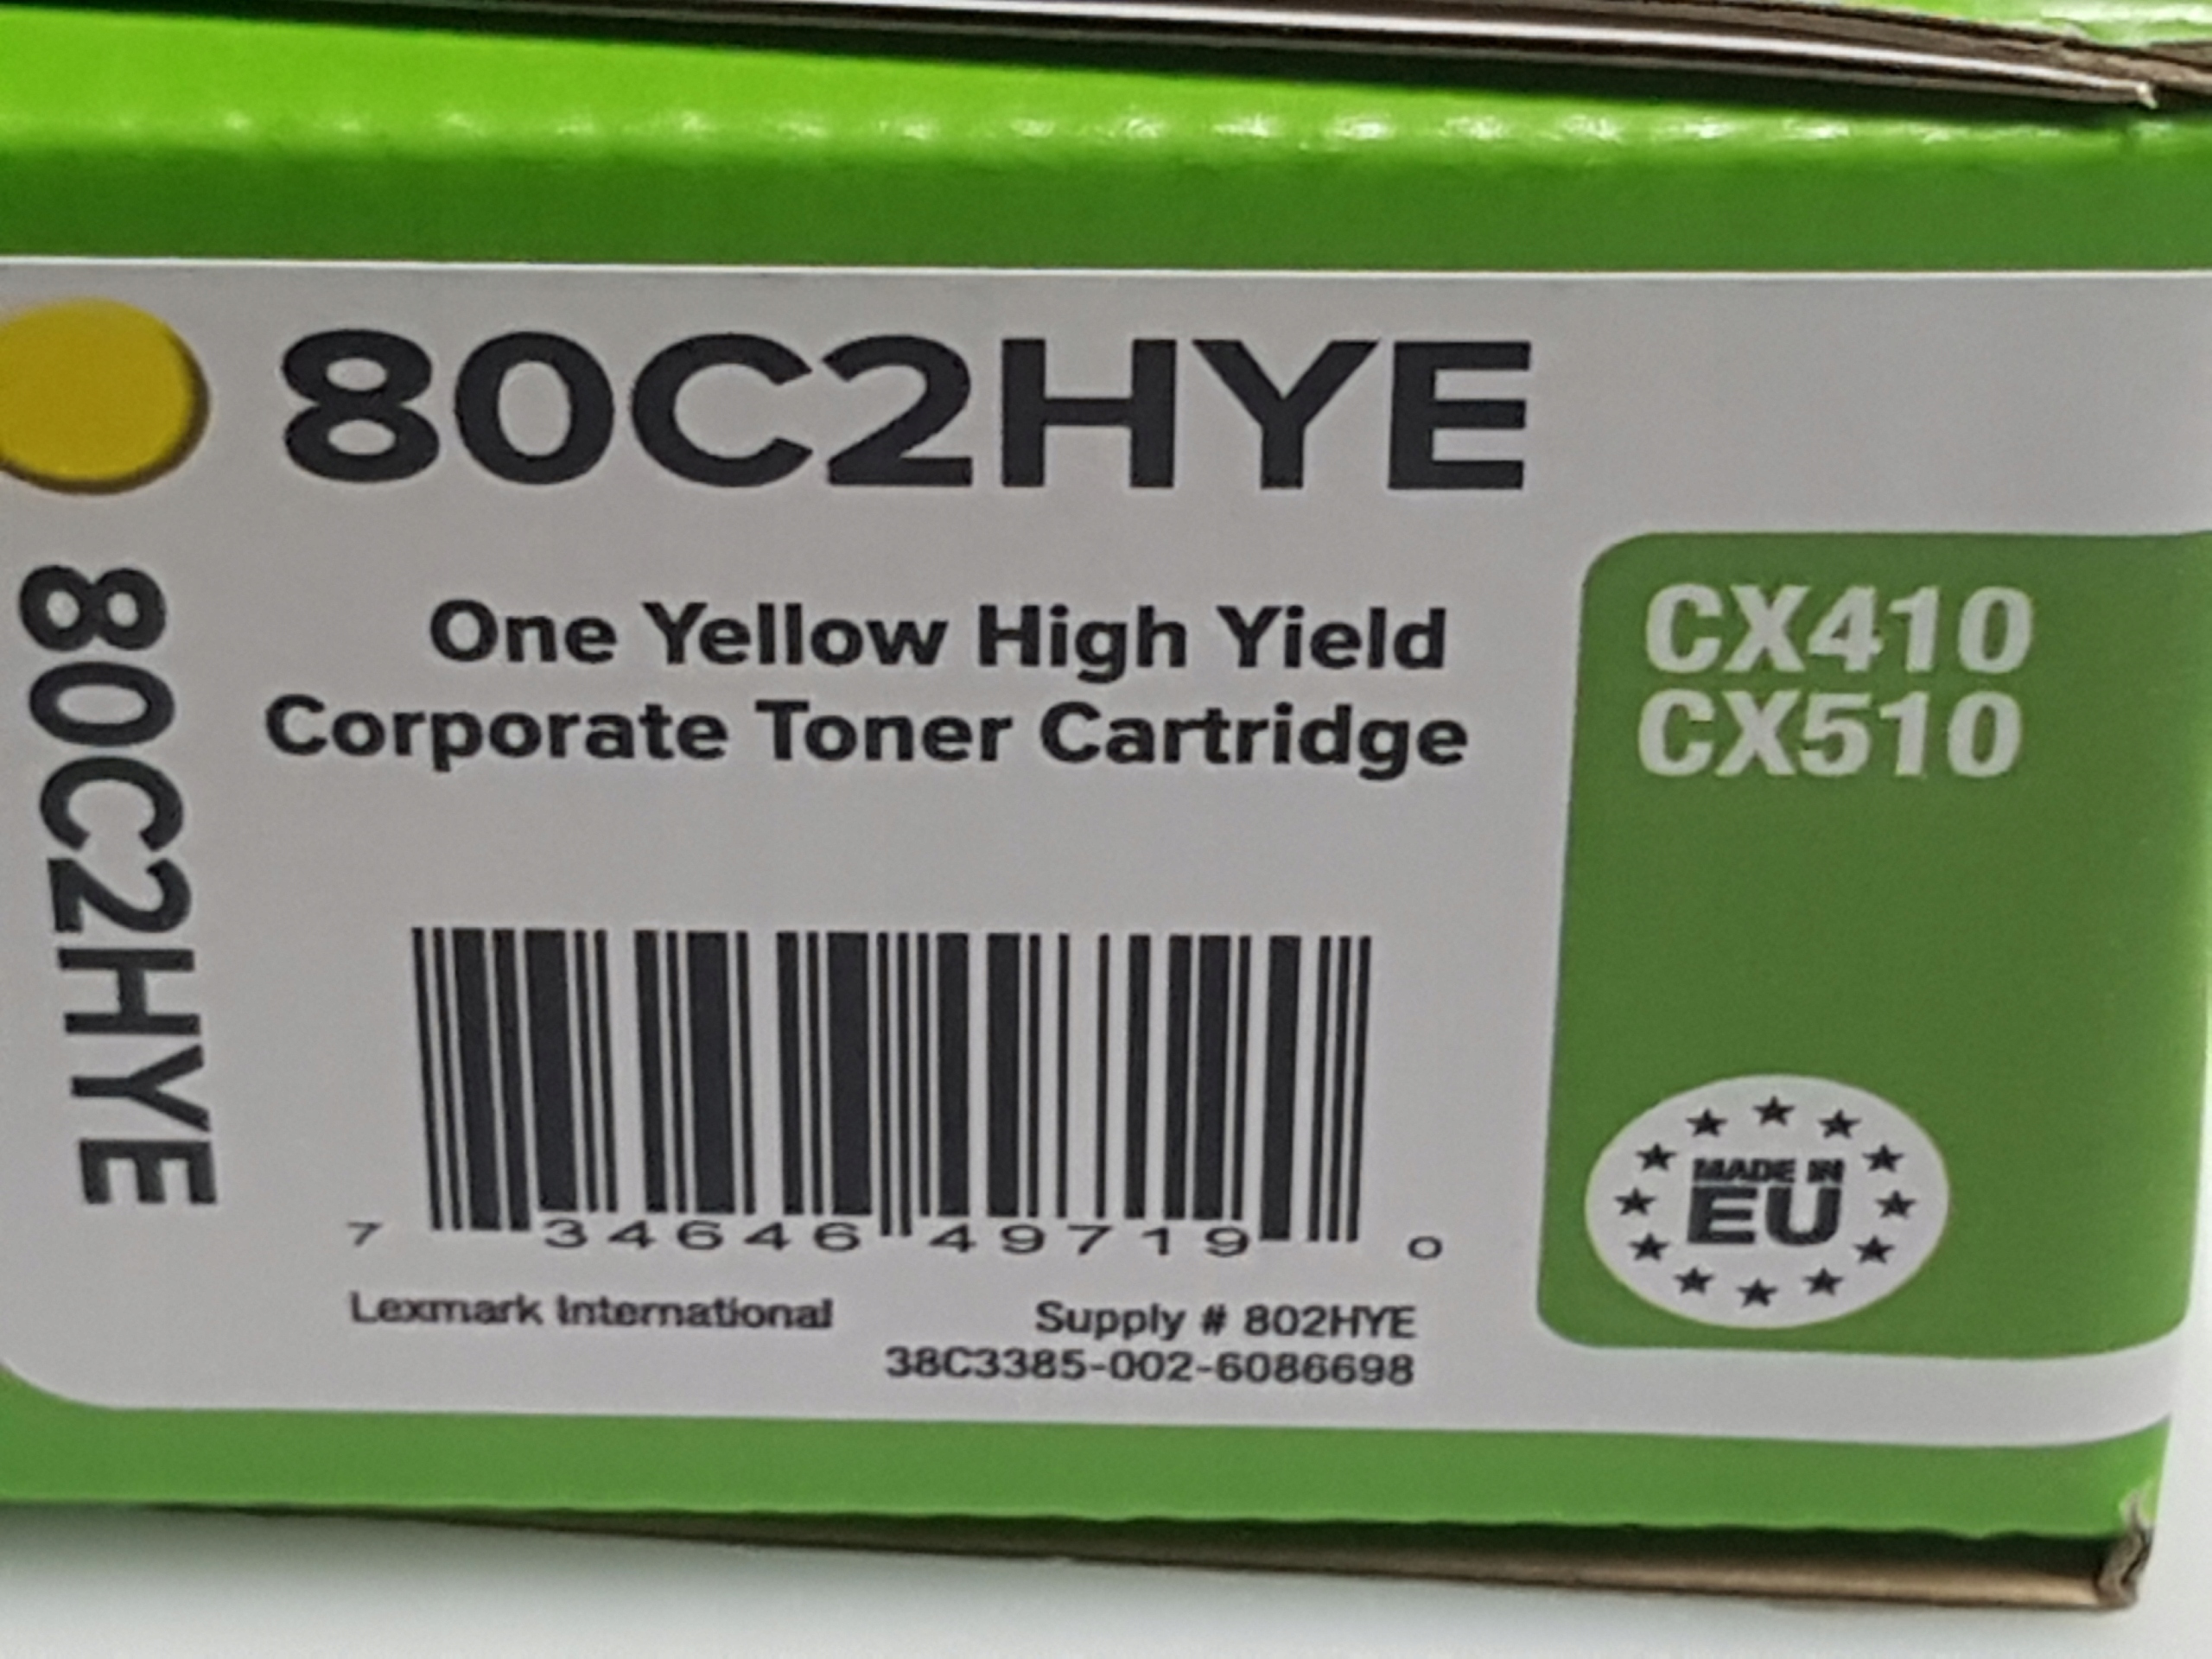 80C2HYE
80C2HYE
One Yellow High Yield
Corporate Toner Cartridge
CX410
CX510
7 34646 49719 0
Lexmark International
Supply # 802HYE
38C3385-002-6086698
MADE IN
EU